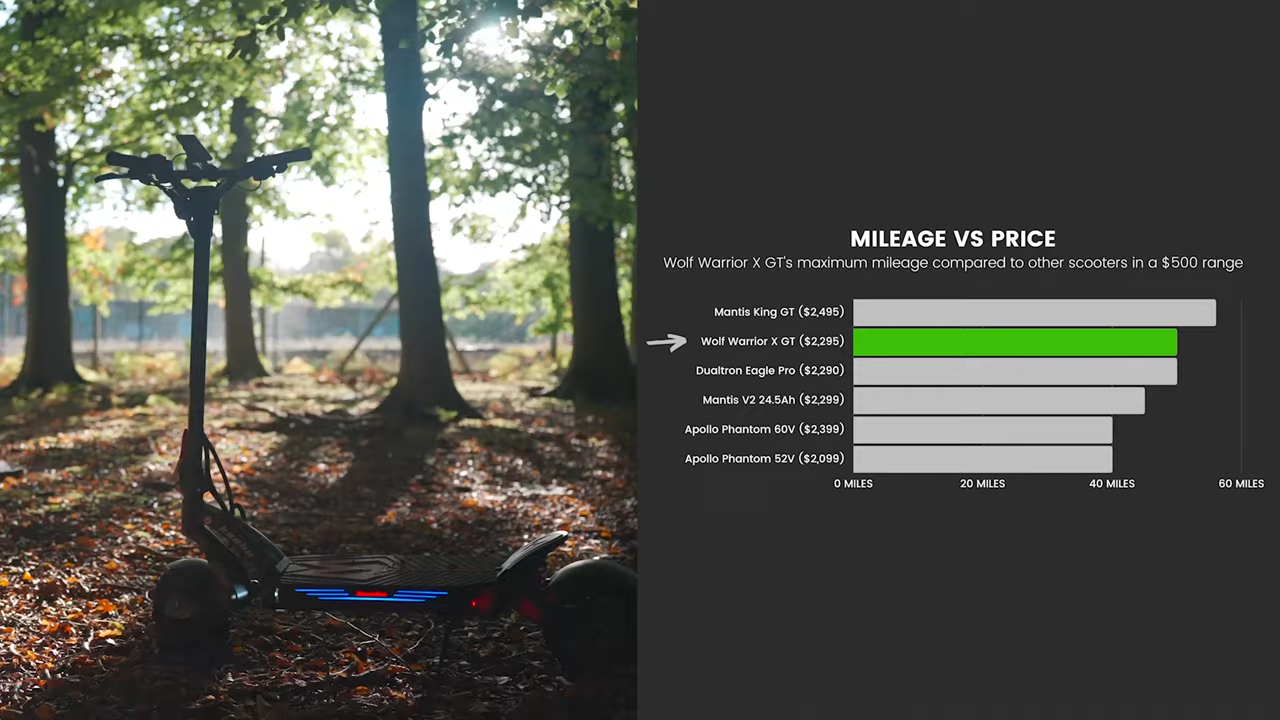 MILEAGE VS PRICE
Wolf Warrior X GT's maximum mileage compared to other scooters in a $500 range
Mantis King GT ($2,495)
Wolf Warrior X GT ($2,295)
Dualtron Eagle Pro ($2,290)
Mantis V2 24.5Ah ($2,299)
Apollo Phantom 60V ($2,399)
Apollo Phantom 52V ($2,099)
0 MILES 20 MILES 40 MILES 60 MILES